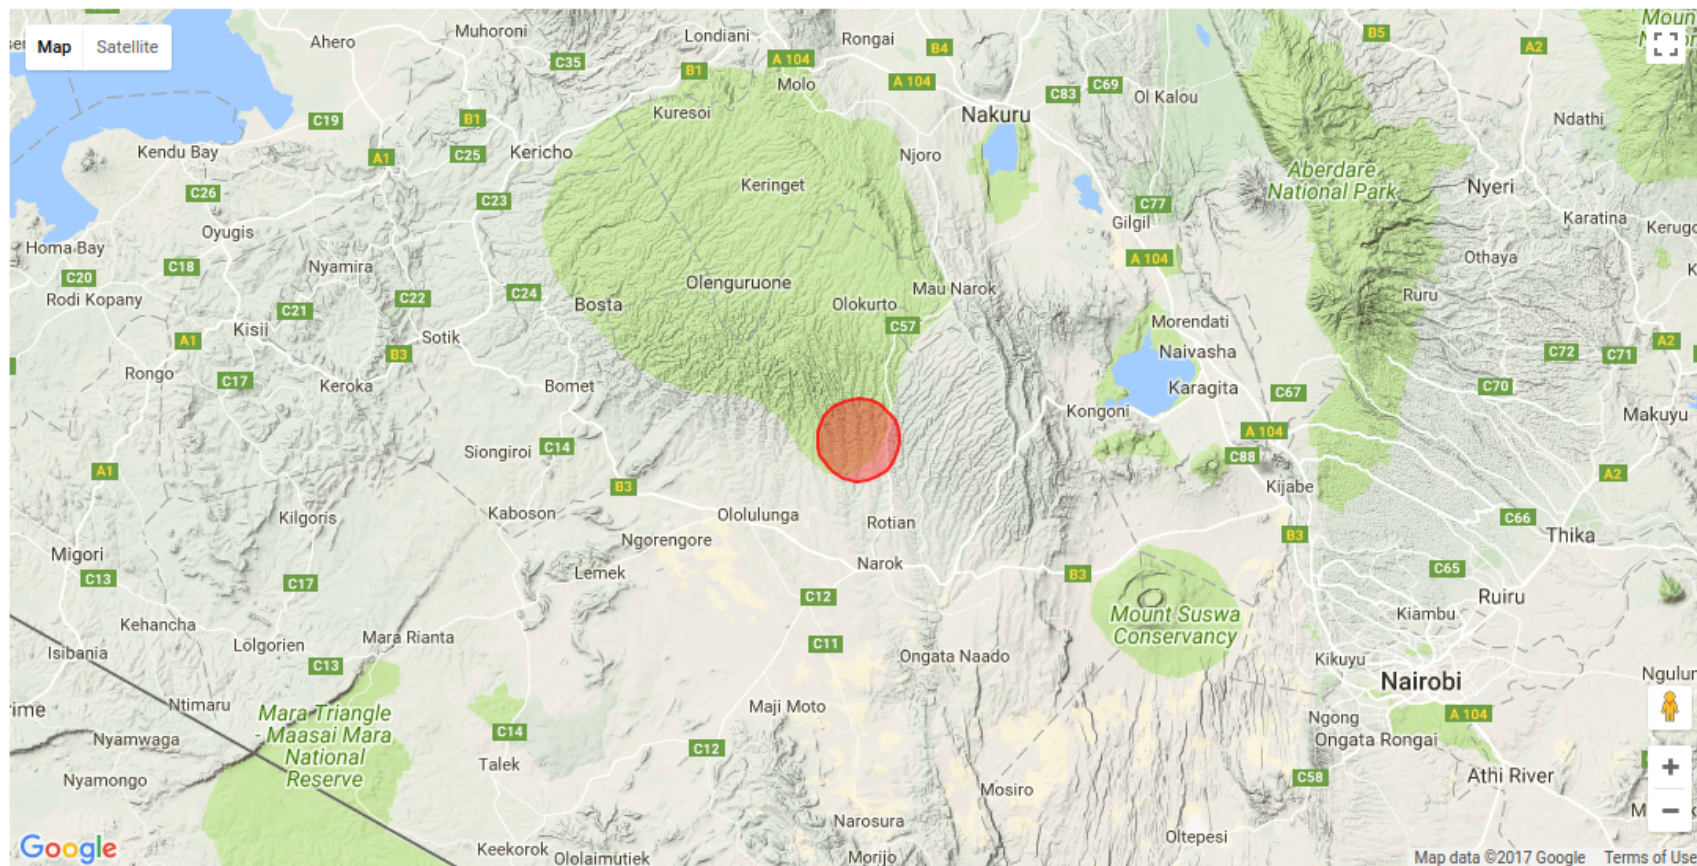 Map
Satellite
Ahero
Muhoroni
Londiani
Rongai
B4
B5
A2
C35
A 104
B1
Molo
A 104
C83
C69
Ol Kalou
Kuresoi
Nakuru
C19
B1
Ndathi
Kendu Bay
A1
C25
Kericho
Njoro
Aberdare
National Park
Keringet
Nyeri
C26
C23
C77
Oyugis
Gilgil
Karatina
Homa Bay
C18
Nyamira
A 104
Othaya
C20
Rodi Kopany
C22
C24
Bosta
Olenguruone
Olokurto
Mau Narok
Ruru
C21
Kisii
Sotik
C57
Morendati
A1
B3
Naivasha
C72
C71
A2
Rongo
C17
Keroka
Bomet
Karagita
C67
C70
Kongoni
Makuyu
Siongiroi
C14
A 104
C88
A1
B3
Kijabe
A2
Kilgoris
Kaboson
Ololulunga
Rotian
C66
Thika
Migori
Ngorengore
B3
C13
C17
Lemek
Narok
B3
C65
C12
Mount Suswa
Conservancy
Ruiru
Kehancha
Kiambu
Isibania
Lolgorien
Mara Rianta
C11
Ongata Naado
Kikuyu
C13
Nairobi
Ntimaru
Mara Triangle
- Maasai Mara
National
Reserve
Maji Moto
Ngong
A 104
Nyamwaga
C14
C12
Ongata Rongai
Nyamongo
Talek
Mosiro
C58
Athi River
Narosura
Oltepesi
Google
Keekorok
Ololaimutiek
Morijo
Map data ©2017 Google
Terms of Use